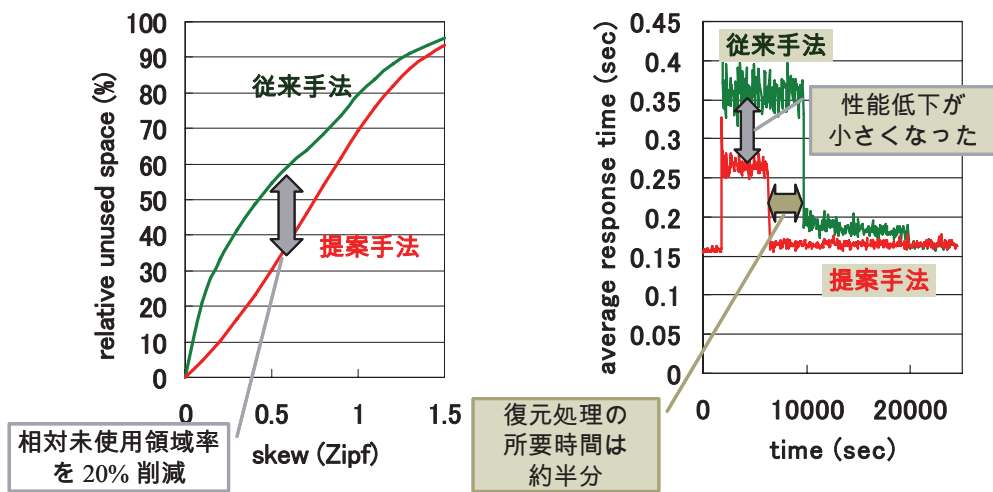 100
90
80
70
60
50
40
30
20
10
0
relative unused space (%)
従来手法
提案手法
0 0.5 1 1.5
skew (Zipf)
相対未使用領域率
を 20% 削減
0.45
0.4
0.35
0.3
0.25
0.2
0.15
0.1
0.05
0
average response time (sec)
従来手法
性能低下が
小さくなった
提案手法
0 10000 20000
time (sec)
復元処理の
所要時間は
約半分